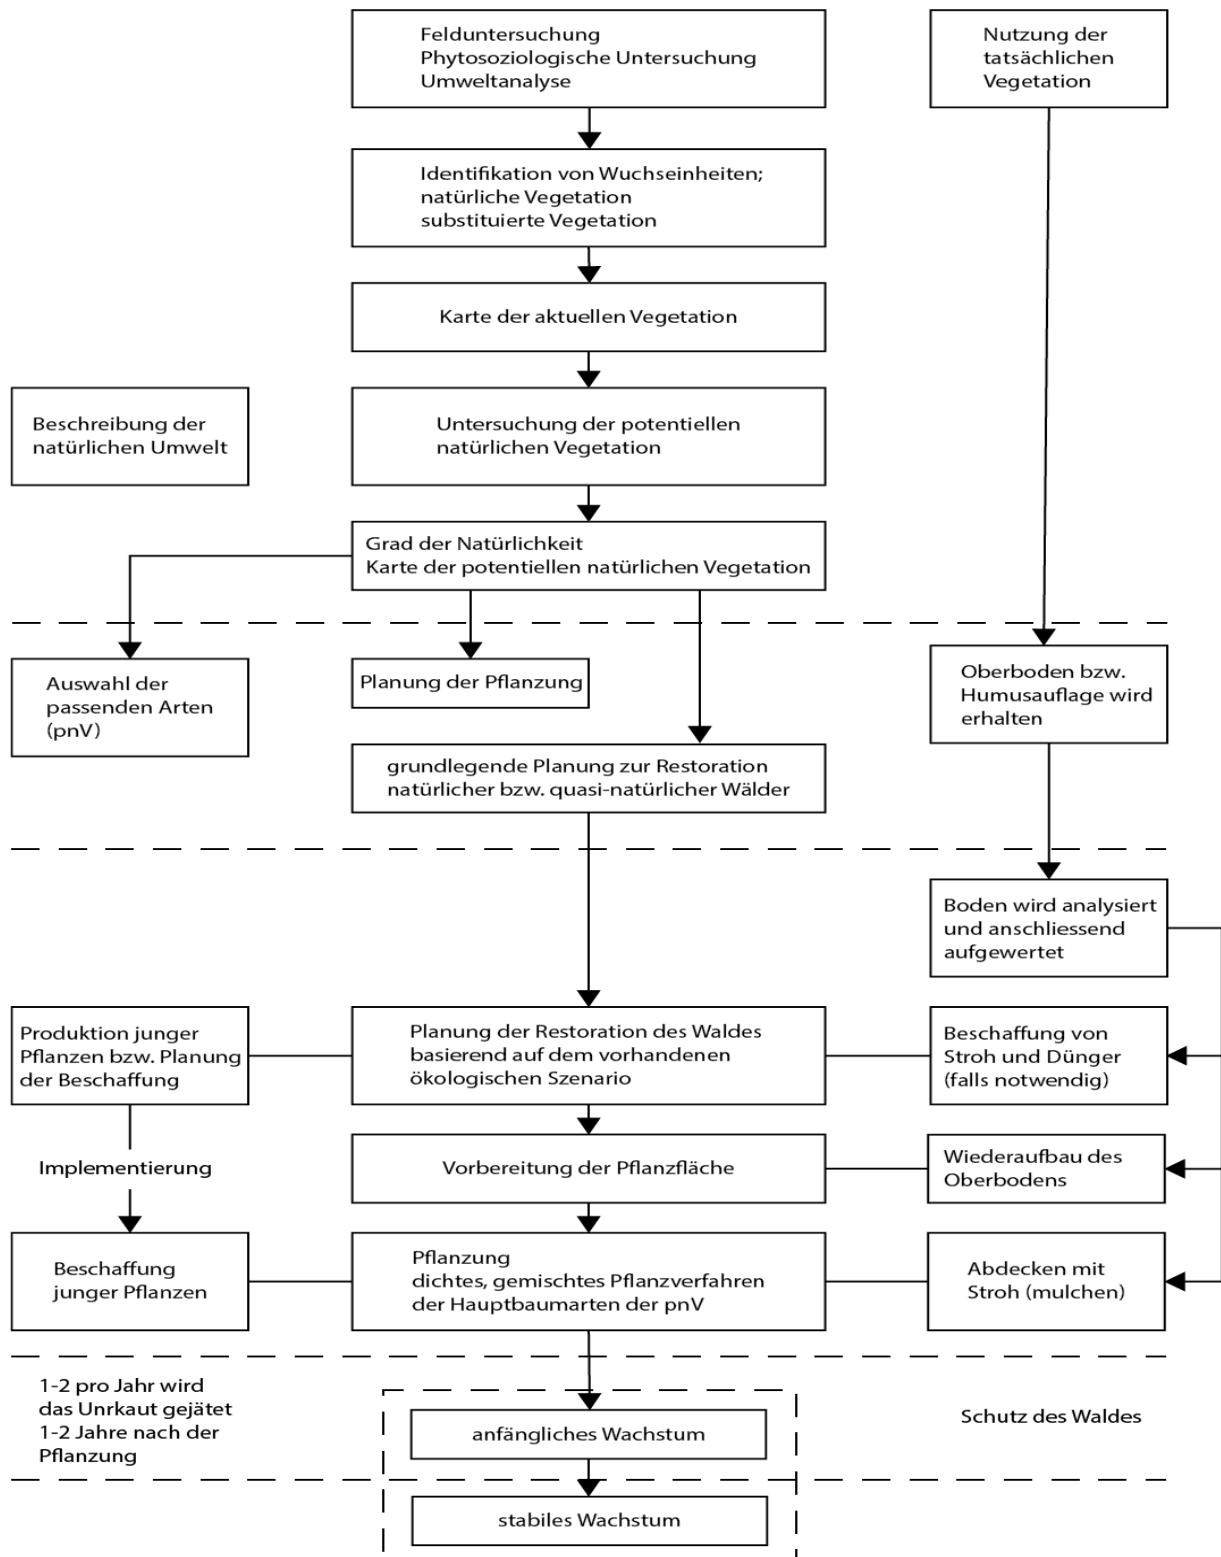 Felduntersuchung
Phytosoziologische Untersuchung
Umweltanalyse
Nutzung der
tatsächlichen
Vegetation
Identifikation von Wuchseinheiten;
natürliche Vegetation
substituierte Vegetation
Karte der aktuellen Vegetation
Beschreibung der
natürlichen Umwelt
Untersuchung der potentiellen
natürlichen Vegetation
Grad der Natürlichkeit
Karte der potentiellen natürlichen Vegetation
Auswahl der
passenden Arten
(pnV)
Planung der Pflanzung
Oberboden bzw.
Humusauflage wird
erhalten
grundlegende Planung zur Restoration
natürlicher bzw. quasi-natürlicher Wälder
Boden wird analysiert
und anschliessend
aufgewertet
Produktion junger
Pflanzen bzw. Planung
der Beschaffung
Planung der Restoration des Waldes
basierend auf dem vorhandenen
ökologischen Szenario
Beschaffung von
Stroh und Dünger
(falls notwendig)
Implementierung
Vorbereitung der Pflanzfläche
Wiederaufbau des
Oberbodens
Beschaffung
junger Pflanzen
Pflanzung
dichtes, gemischtes Pflanzverfahren
der Hauptbaumarten der pnV
Abdecken mit
Stroh (mulchen)
1-2 pro Jahr wird
das Unrkaut gejätet
1-2 Jahre nach der
Pflanzung
anfängliches Wachstum
Schutz des Waldes
stabiles Wachstum